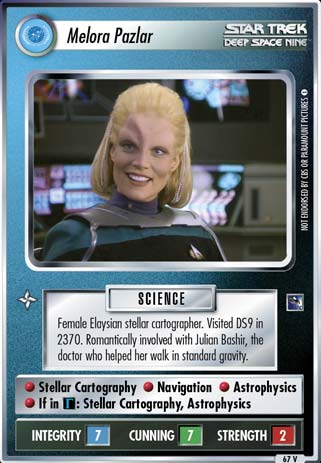 Melora Pazlar
STAR TREK
DEEP SPACE NINE
NOT ENDORSED BY CBS OR PARAMOUNT PICTURES
SCIENCE
Female Elaysian stellar cartographer. Visited DS9 in
2370. Romantically involved with Julian Bashir, the
doctor who helped her walk in standard gravity.
Stellar Cartography Navigation Astrophysics
If in : Stellar Cartography, Astrophysics
INTEGRITY 7 CUNNING 7 STRENGTH 2
67 V